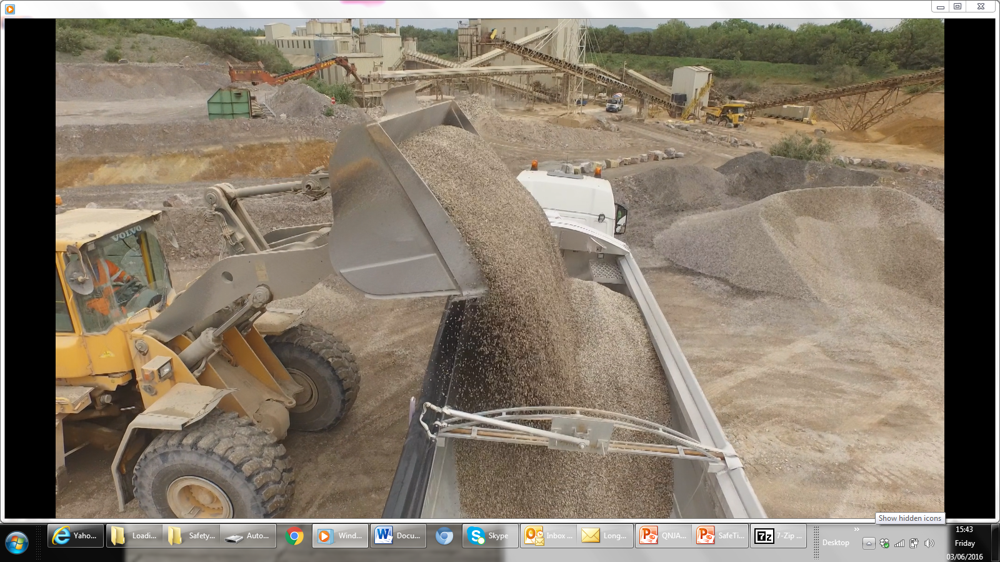 VOLVO
Show hidden icons
Yaho...
Loadi...
Safety...
Auto...
Wind...
Docu...
Skype
Inbox ...
Long...
QNJA...
SafeTi...
7-Zip ...
Desktop
»
15:43
Friday
03/06/2016